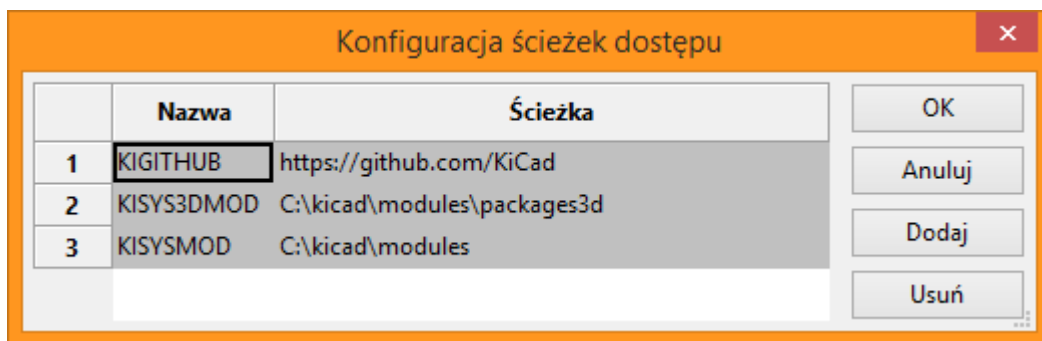 Konfiguracja ścieżek dostępu
Nazwa Ścieżka
1 KIGITHUB https://github.com/KiCad
2 KISYS3DMOD C:\kicad\modules\packages3d
3 KISYSMOD C:\kicad\modules
OK
Anuluj
Dodaj
Usuń